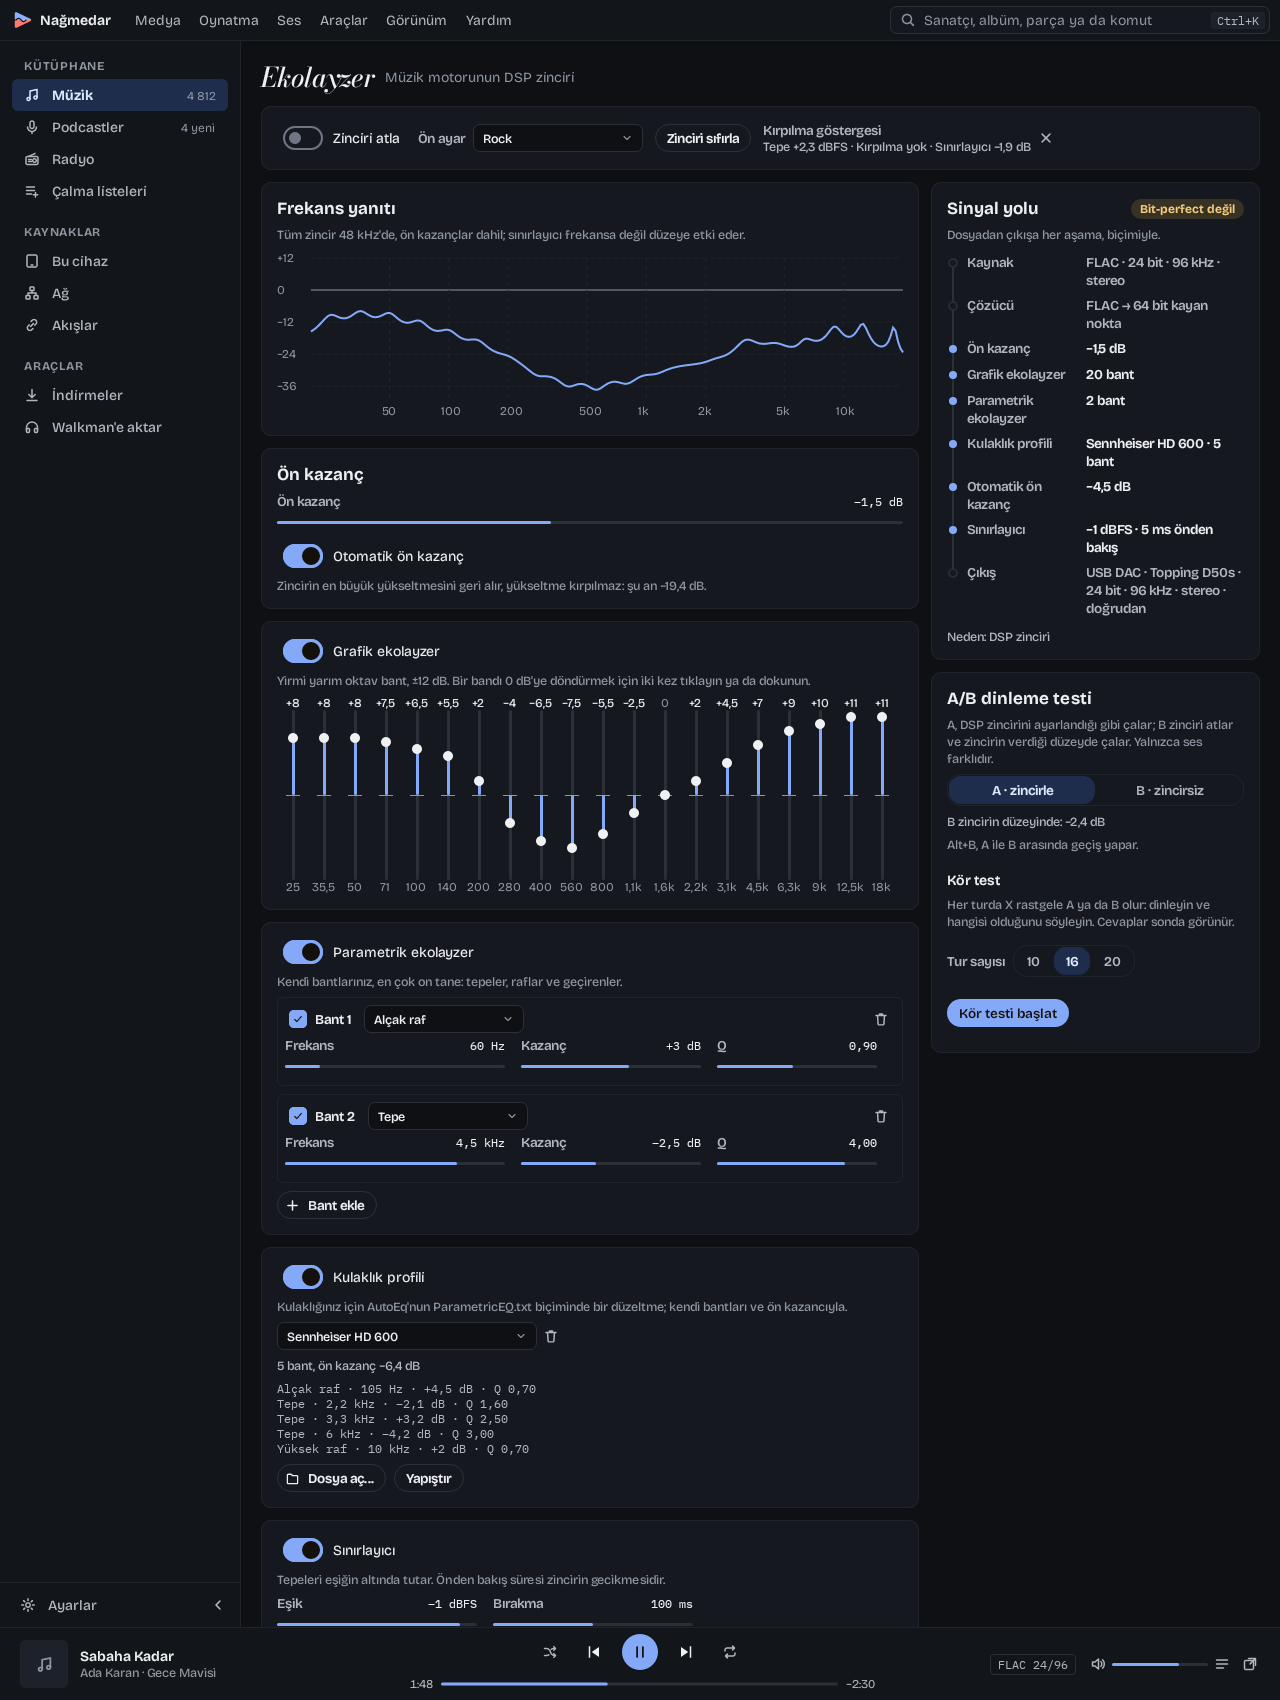 Nağmedar Medya Oynatma Ses Araçlar Görünüm Yardım Sanatçı, albüm, parça ya da komut Ctrl+K
KÜTÜPHANE
Müzik 4 812
Podcastler 4 yeni
Radyo
Çalma listeleri
KAYNAKLAR
Bu cihaz
Ağ
Akışlar
ARAÇLAR
İndirmeler
Walkman'e aktar
Ayarlar
Ekolayzer Müzik motorunun DSP zinciri
Zinciri atla Ön ayar Rock Zinciri sıfırla
Kırpılma göstergesi
Tepe +2,3 dBFS · Kırpılma yok · Sınırlayıcı −1,9 dB
Frekans yanıtı
Tüm zincir 48 kHz'de, ön kazançlar dahil; sınırlayıcı frekansa değil düzeye etki eder.
+12
0
−12
−24
−36
50 100 200 500 1k 2k 5k 10k
Ön kazanç
Ön kazanç −1,5 dB
Otomatik ön kazanç
Zincirin en büyük yükseltmesini geri alır, yükseltme kırpılmaz: şu an −19,4 dB.
Grafik ekolayzer
Yirmi yarım oktav bant, ±12 dB. Bir bandı 0 dB'ye döndürmek için iki kez tıklayın ya da dokunun.
+8 +8 +8 +7,5 +6,5 +5,5 +2 −4 −6,5 −7,5 −5,5 −2,5 0 +2 +4,5 +7 +9 +10 +11 +11
25 35,5 50 71 100 140 200 280 400 560 800 1,1k 1,6k 2,2k 3,1k 4,5k 6,3k 9k 12,5k 18k
Parametrik ekolayzer
Kendi bantlarınız, en çok on tane: tepeler, raflar ve geçirenler.
Bant 1 Alçak raf
Frekans 60 Hz Kazanç +3 dB Q 0,90
Bant 2 Tepe
Frekans 4,5 kHz Kazanç −2,5 dB Q 4,00
Bant ekle
Kulaklık profili
Kulaklığınız için AutoEq'nun ParametricEQ.txt biçiminde bir düzeltme; kendi bantları ve ön kazancıyla.
Sennheiser HD 600
5 bant, ön kazanç −6,4 dB
Alçak raf · 105 Hz · +4,5 dB · Q 0,70
Tepe · 2,2 kHz · −2,1 dB · Q 1,60
Tepe · 3,3 kHz · +3,2 dB · Q 2,50
Tepe · 6 kHz · −4,2 dB · Q 3,00
Yüksek raf · 10 kHz · +2 dB · Q 0,70
Dosya aç... Yapıştır
Sınırlayıcı
Tepeleri eşiğin altında tutar. Önden bakış süresi zincirin gecikmesidir.
Eşik −1 dBFS Bırakma 100 ms
Sinyal yolu Bit-perfect değil
Dosyadan çıkışa her aşama, biçimiyle.
Kaynak FLAC · 24 bit · 96 kHz ·
stereo
Çözücü FLAC → 64 bit kayan
nokta
Ön kazanç −1,5 dB
Grafik ekolayzer 20 bant
Parametrik 2 bant
ekolayzer
Kulaklık profili Sennheiser HD 600 · 5
bant
Otomatik ön −4,5 dB
kazanç
Sınırlayıcı −1 dBFS · 5 ms önden
bakış
Çıkış USB DAC · Topping D50s ·
24 bit · 96 kHz · stereo ·
doğrudan
Neden: DSP zinciri
A/B dinleme testi
A, DSP zincirini ayarlandığı gibi çalar; B zinciri atlar
ve zincirin verdiği düzeyde çalar. Yalnızca ses
farklıdır.
A · zincirle B · zincirsiz
B zincirin düzeyinde: −2,4 dB
Alt+B, A ile B arasında geçiş yapar.
Kör test
Her turda X rastgele A ya da B olur: dinleyin ve
hangisi olduğunu söyleyin. Cevaplar sonda görünür.
Tur sayısı 10 16 20
Kör testi başlat
Sabaha Kadar
Ada Karan · Gece Mavisi
1:48 −2:30
FLAC 24/96